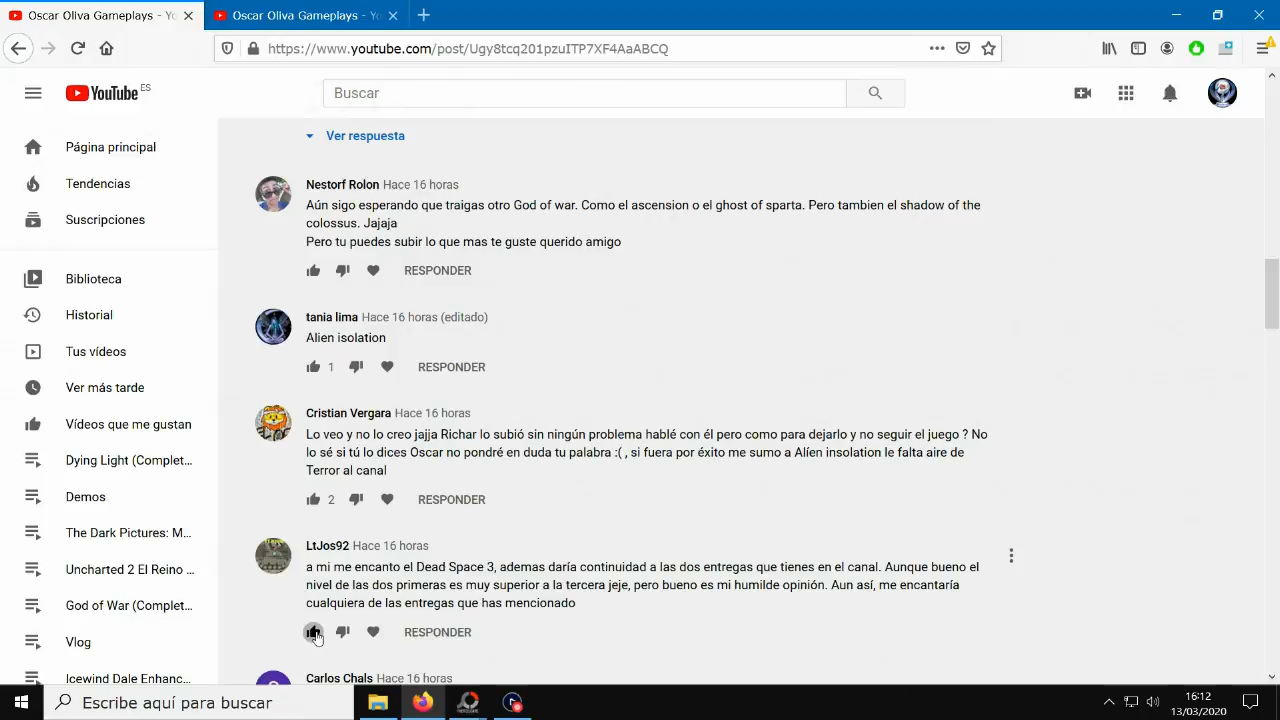 Oscar Oliva Gameplays - Yo
Oscar Oliva Gameplays - You
https://www.youtube.com/post/Ugy8tcq201pzuITP7XF4AaABCQ
YouTube ES
Buscar
Página principal
Tendencias
Suscripciones
Biblioteca
Historial
Tus vídeos
Ver más tarde
Vídeos que me gustan
Dying Light (Complet...
Demos
The Dark Pictures: M...
Uncharted 2 El Reino ...
God of War (Complet...
Vlog
Icewind Dale Enhanc...
Ver respuesta
Nestorf Rolon Hace 16 horas
Aún sigo esperando que traigas otro God of war. Como el ascension o el ghost of sparta. Pero tambien el shadow of the
colossus. Jajaja
Pero tu puedes subir lo que mas te guste querido amigo
RESPONDER
tania lima Hace 16 horas (editado)
Alien isolation
1 RESPONDER
Cristian Vergara Hace 16 horas
Lo veo y no lo creo jajja Richar lo subió sin ningún problema hablé con él pero como para dejarlo y no seguir el juego ? No
lo sé si tú lo dices Oscar no pondré en duda tu palabra :( , si fuera por éxito me sumo a Alíen insolation le falta aire de
Terror al canal
2 RESPONDER
LtJos92 Hace 16 horas
a mi me encanto el Dead Space 3, ademas daría continuidad a las dos entregas que tienes en el canal. Aunque bueno el
nivel de las dos primeras es muy superior a la tercera jeje, pero bueno es mi humilde opinión. Aun así, me encantaría
cualquiera de las entregas que has mencionado
RESPONDER
Carlos Chals Hace 16 horas
Escribe aquí para buscar
16:12
13/03/2020